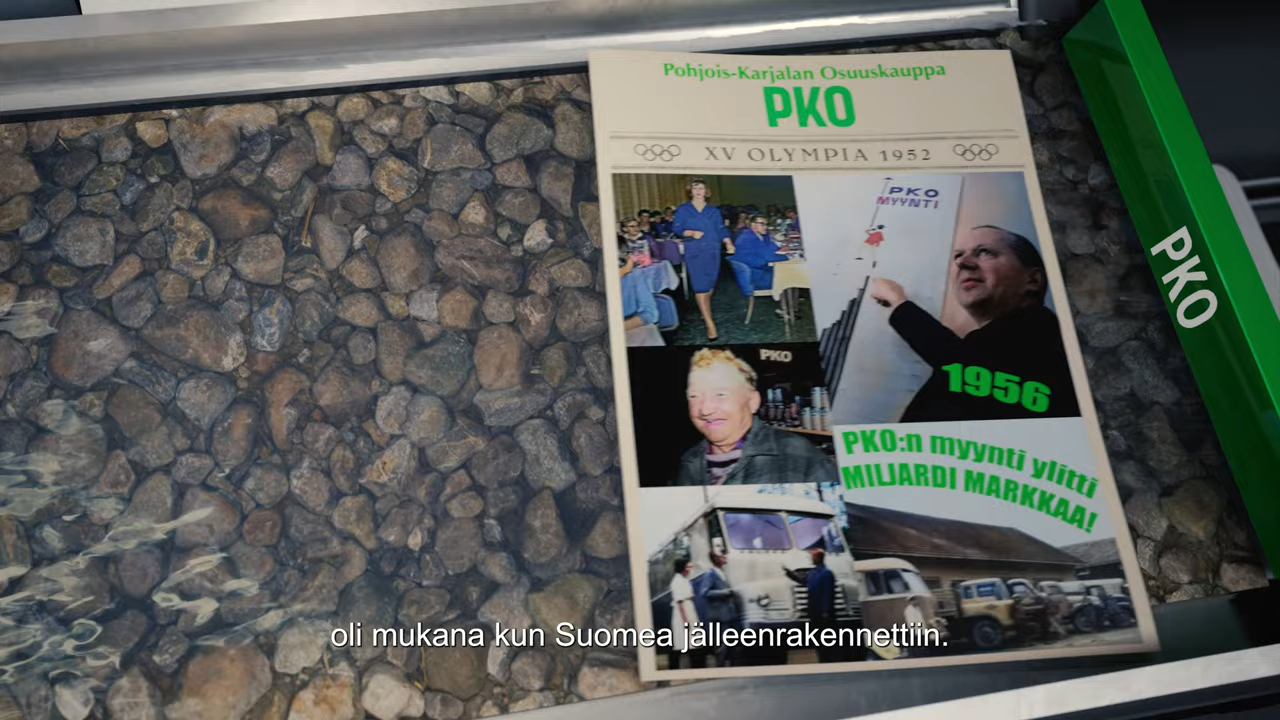 Pohjois-Karjalan Osuuskauppa
PKO
XV OLYMPIA 1952
PKO
MYYNTI
PKO
1956
PKO:n myynti ylitti
MILJARDI MARKKAA!
PKO
oli mukana kun Suomea jälleenrakennettiin.